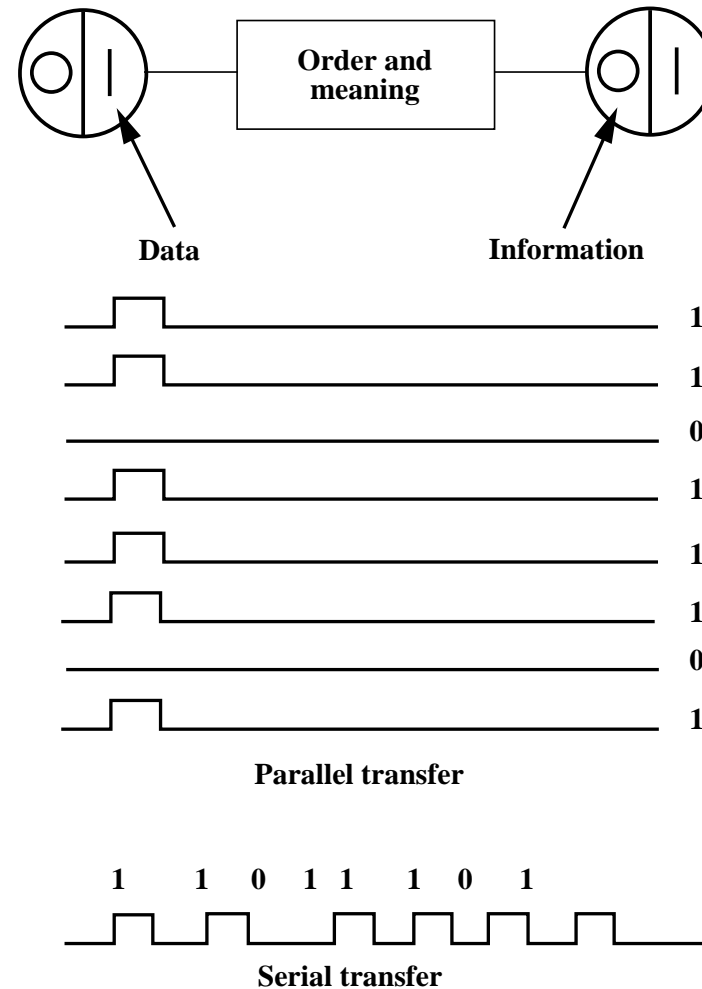 Order and
meaning
Data
Information
1
1
0
1
1
1
0
1
Parallel transfer
1 1 0 1 1 1 0 1
Serial transfer